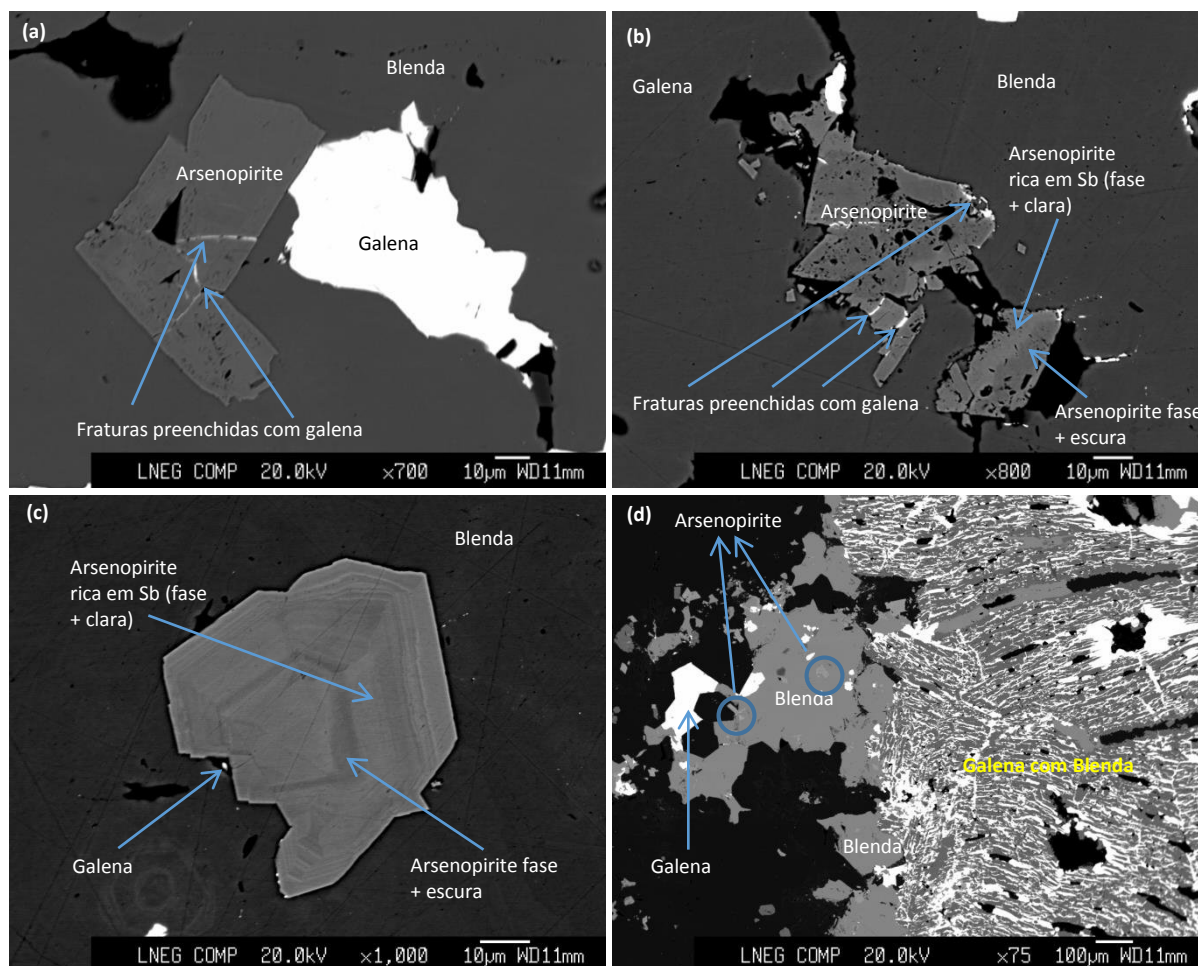 (a)
Blenda
Arsenopirite
Galena
Fraturas preenchidas com galena
LNEG COMP 20.0kV ×700 10µm WD11mm
(b)
Galena
Blenda
Arsenopirite
rica em Sb (fase
+ clara)
Arsenopirite
Fraturas preenchidas com galena
Arsenopirite fase
+ escura
LNEG COMP 20.0kV ×800 10µm WD11mm
(c)
Blenda
Arsenopirite
rica em Sb (fase
+ clara)
Galena
Arsenopirite fase
+ escura
LNEG COMP 20.0kV ×1,000 10µm WD11mm
(d)
Arsenopirite
Blenda
Galena com Blenda
Galena
Blenda
LNEG COMP 20.0kV ×75 100µm WD11mm